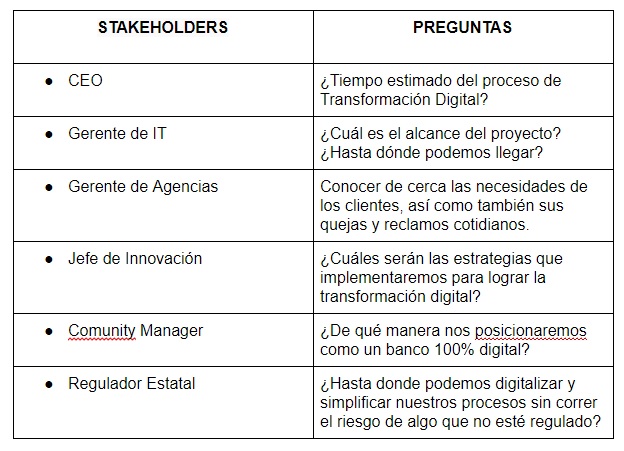 STAKEHOLDERS
PREGUNTAS
● CEO
¿Tiempo estimado del proceso de
Transformación Digital?
● Gerente de IT
¿Cuál es el alcance del proyecto?
¿Hasta dónde podemos llegar?
● Gerente de Agencias
Conocer de cerca las necesidades de
los clientes, así como también sus
quejas y reclamos cotidianos.
● Jefe de Innovación
¿Cuáles serán las estrategias que
implementaremos para lograr la
transformación digital?
● Comunity Manager
¿De qué manera nos posicionaremos
como un banco 100% digital?
● Regulador Estatal
¿Hasta donde podemos digitalizar y
simplificar nuestros procesos sin correr
el riesgo de algo que no esté regulado?